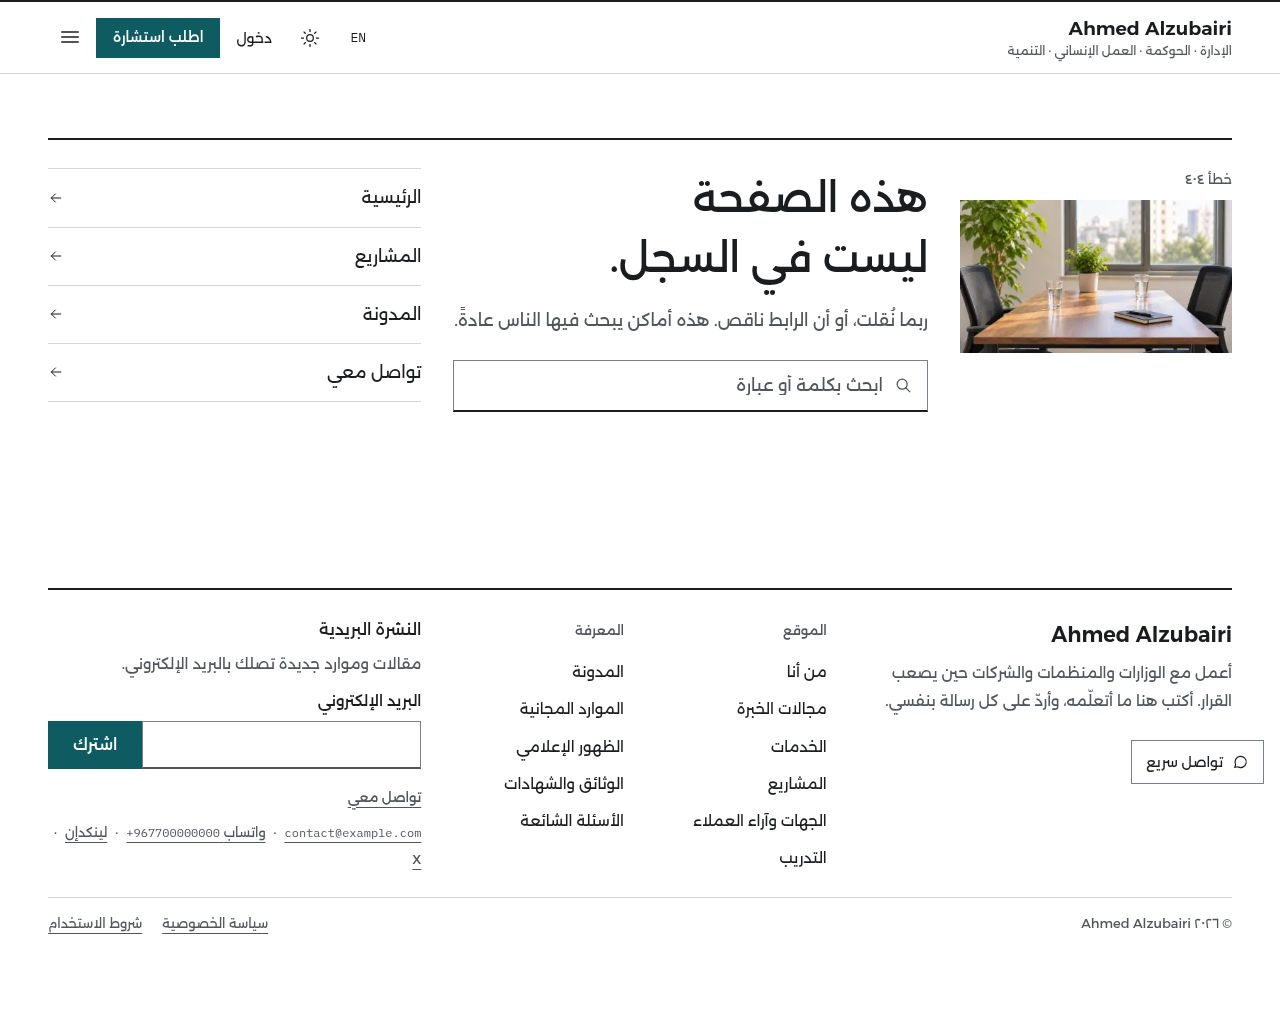 Ahmed Alzubairi
الإدارة · الحوكمة · العمل الإنساني · التنمية
EN
دخول
اطلب استشارة
خطأ ٤٠٤
هذه الصفحة
ليست في السجل.
ربما نُقلت، أو أن الرابط ناقص. هذه أماكن يبحث فيها الناس عادةً.
ابحث بكلمة أو عبارة
الرئيسية
المشاريع
المدونة
تواصل معي
Ahmed Alzubairi
أعمل مع الوزارات والمنظمات والشركات حين يصعب
القرار. أكتب هنا ما أتعلّمه، وأردّ على كل رسالة بنفسي.
تواصل سريع
الموقع
من أنا
مجالات الخبرة
الخدمات
المشاريع
الجهات وآراء العملاء
التدريب
المعرفة
المدونة
الموارد المجانية
الظهور الإعلامي
الوثائق والشهادات
الأسئلة الشائعة
النشرة البريدية
مقالات وموارد جديدة تصلك بالبريد الإلكتروني.
البريد الإلكتروني
اشترك
تواصل معي
contact@example.com · واتساب +967700000000 · لينكدإن ·
X
© ٢٠٢٦ Ahmed Alzubairi
سياسة الخصوصية
شروط الاستخدام